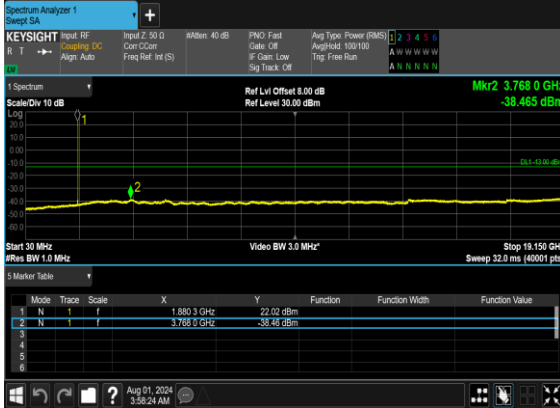 Spectrum Analyzer 1
Swept SA
+
KEYSIGHT
R T
Input: RF
Coupling: DC
Align: Auto
Input Z: 50 Ω
Corr CCorr
Freq Ref: Int (S)
#Atten: 40 dB
PNO: Fast
Gate: Off
IF Gain: Low
Sig Track: Off
Avg Type: Power (RMS)
Avg|Hold: 100/100
Trig: Free Run
1 2 3 4 5 6
A W W W W W
A N N N N N
1 Spectrum
Scale/Div 10 dB
Ref Lvl Offset 8.00 dB
Ref Level 30.00 dBm
Mkr2 3.768 0 GHz
-38.465 dBm
Log
20.0
10.0
0.00
-10.0
-20.0
-30.0
-40.0
-50.0
-60.0
1
2
DL1 -13.00 dBm
Start 30 MHz
#Res BW 1.0 MHz
Video BW 3.0 MHz*
Stop 19.150 GH
Sweep 32.0 ms (40001 pts
5 Marker Table
Mode Trace Scale X Y Function Function Width Function Value
1 N 1 f 1.880 3 GHz 22.02 dBm
2 N 1 f 3.768 0 GHz -38.46 dBm
3
4
5
6
? Aug 01, 2024
3:58:24 AM